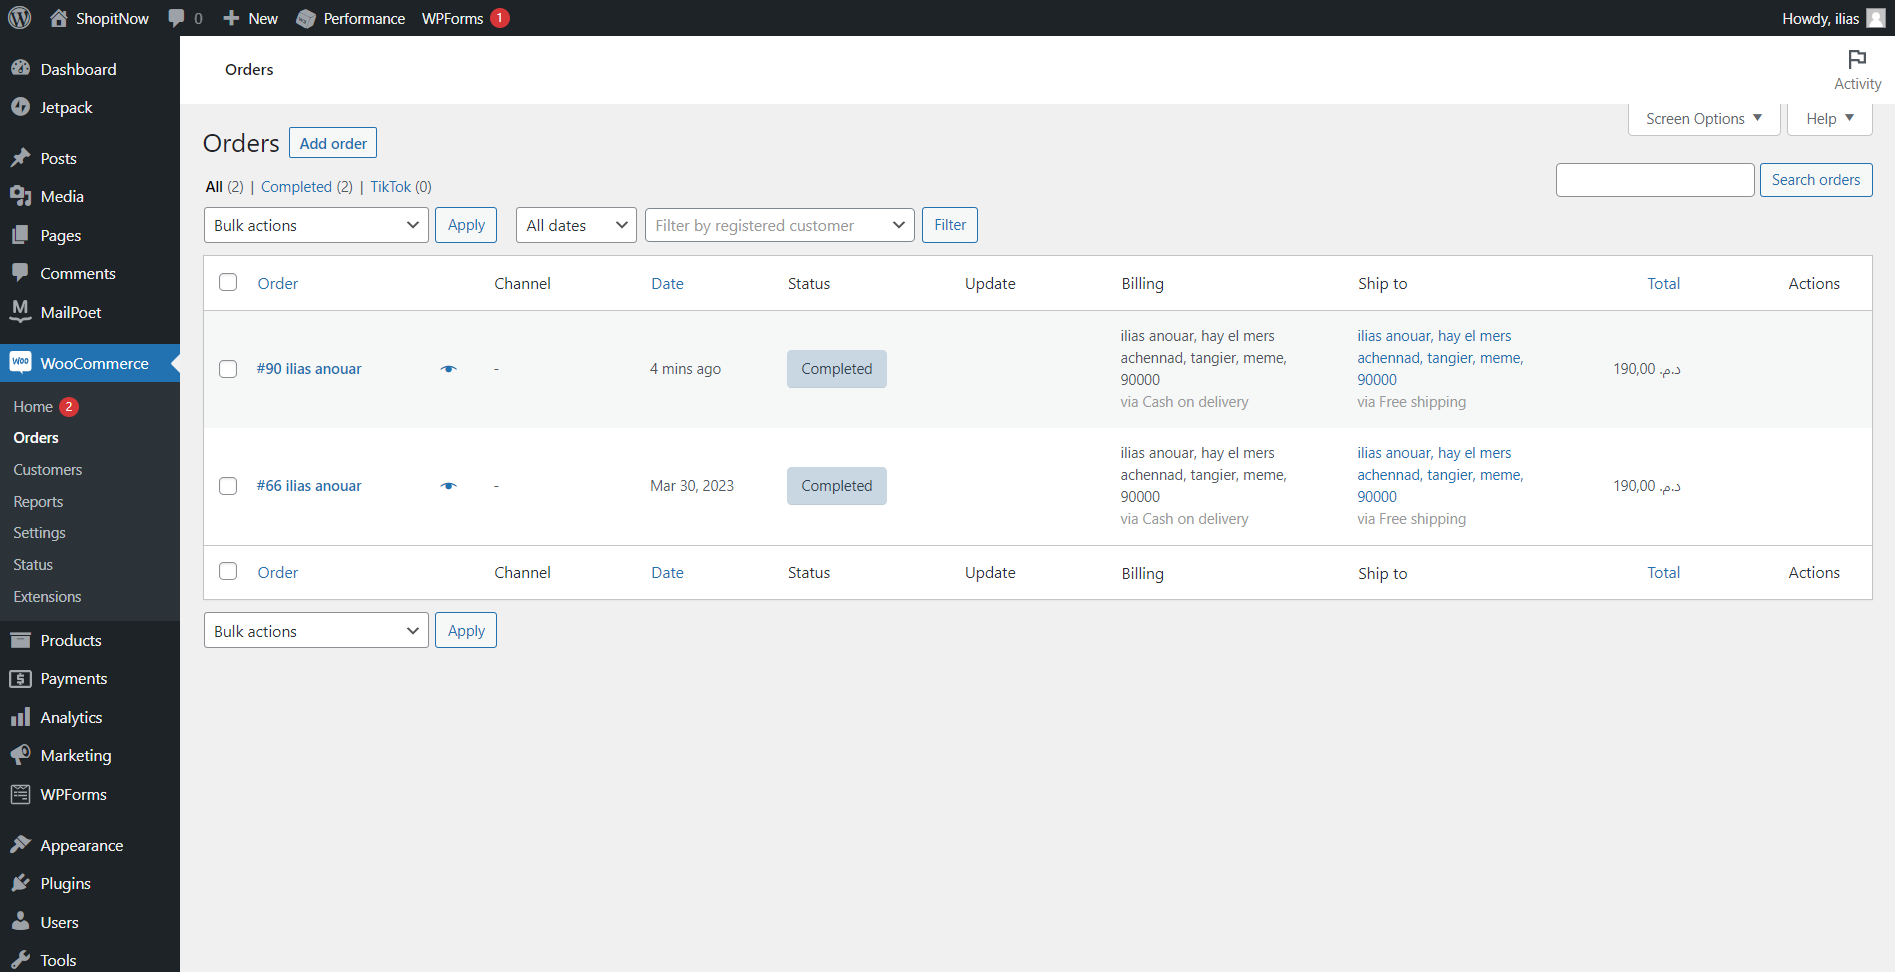 ShopitNow 0 New Performance WPForms 1 Howdy, ilias
Dashboard
Jetpack
Posts
Media
Pages
Comments
MailPoet
WooCommerce
Home 2
Orders
Customers
Reports
Settings
Status
Extensions
Products
Payments
Analytics
Marketing
WPForms
Appearance
Plugins
Users
Tools
Orders
Activity
Screen Options ▼ Help ▼
Orders Add order
All (2) | Completed (2) | TikTok (0)
Search orders
Bulk actions Apply All dates Filter by registered customer Filter
Order Channel Date Status Update Billing Ship to Total Actions
#90 ilias anouar - 4 mins ago Completed
ilias anouar, hay el mers
achennad, tangier, meme,
90000
via Cash on delivery
ilias anouar, hay el mers
achennad, tangier, meme,
90000
via Free shipping
190,00 د.م.
#66 ilias anouar - Mar 30, 2023 Completed
ilias anouar, hay el mers
achennad, tangier, meme,
90000
via Cash on delivery
ilias anouar, hay el mers
achennad, tangier, meme,
90000
via Free shipping
190,00 د.م.
Order Channel Date Status Update Billing Ship to Total Actions
Bulk actions Apply